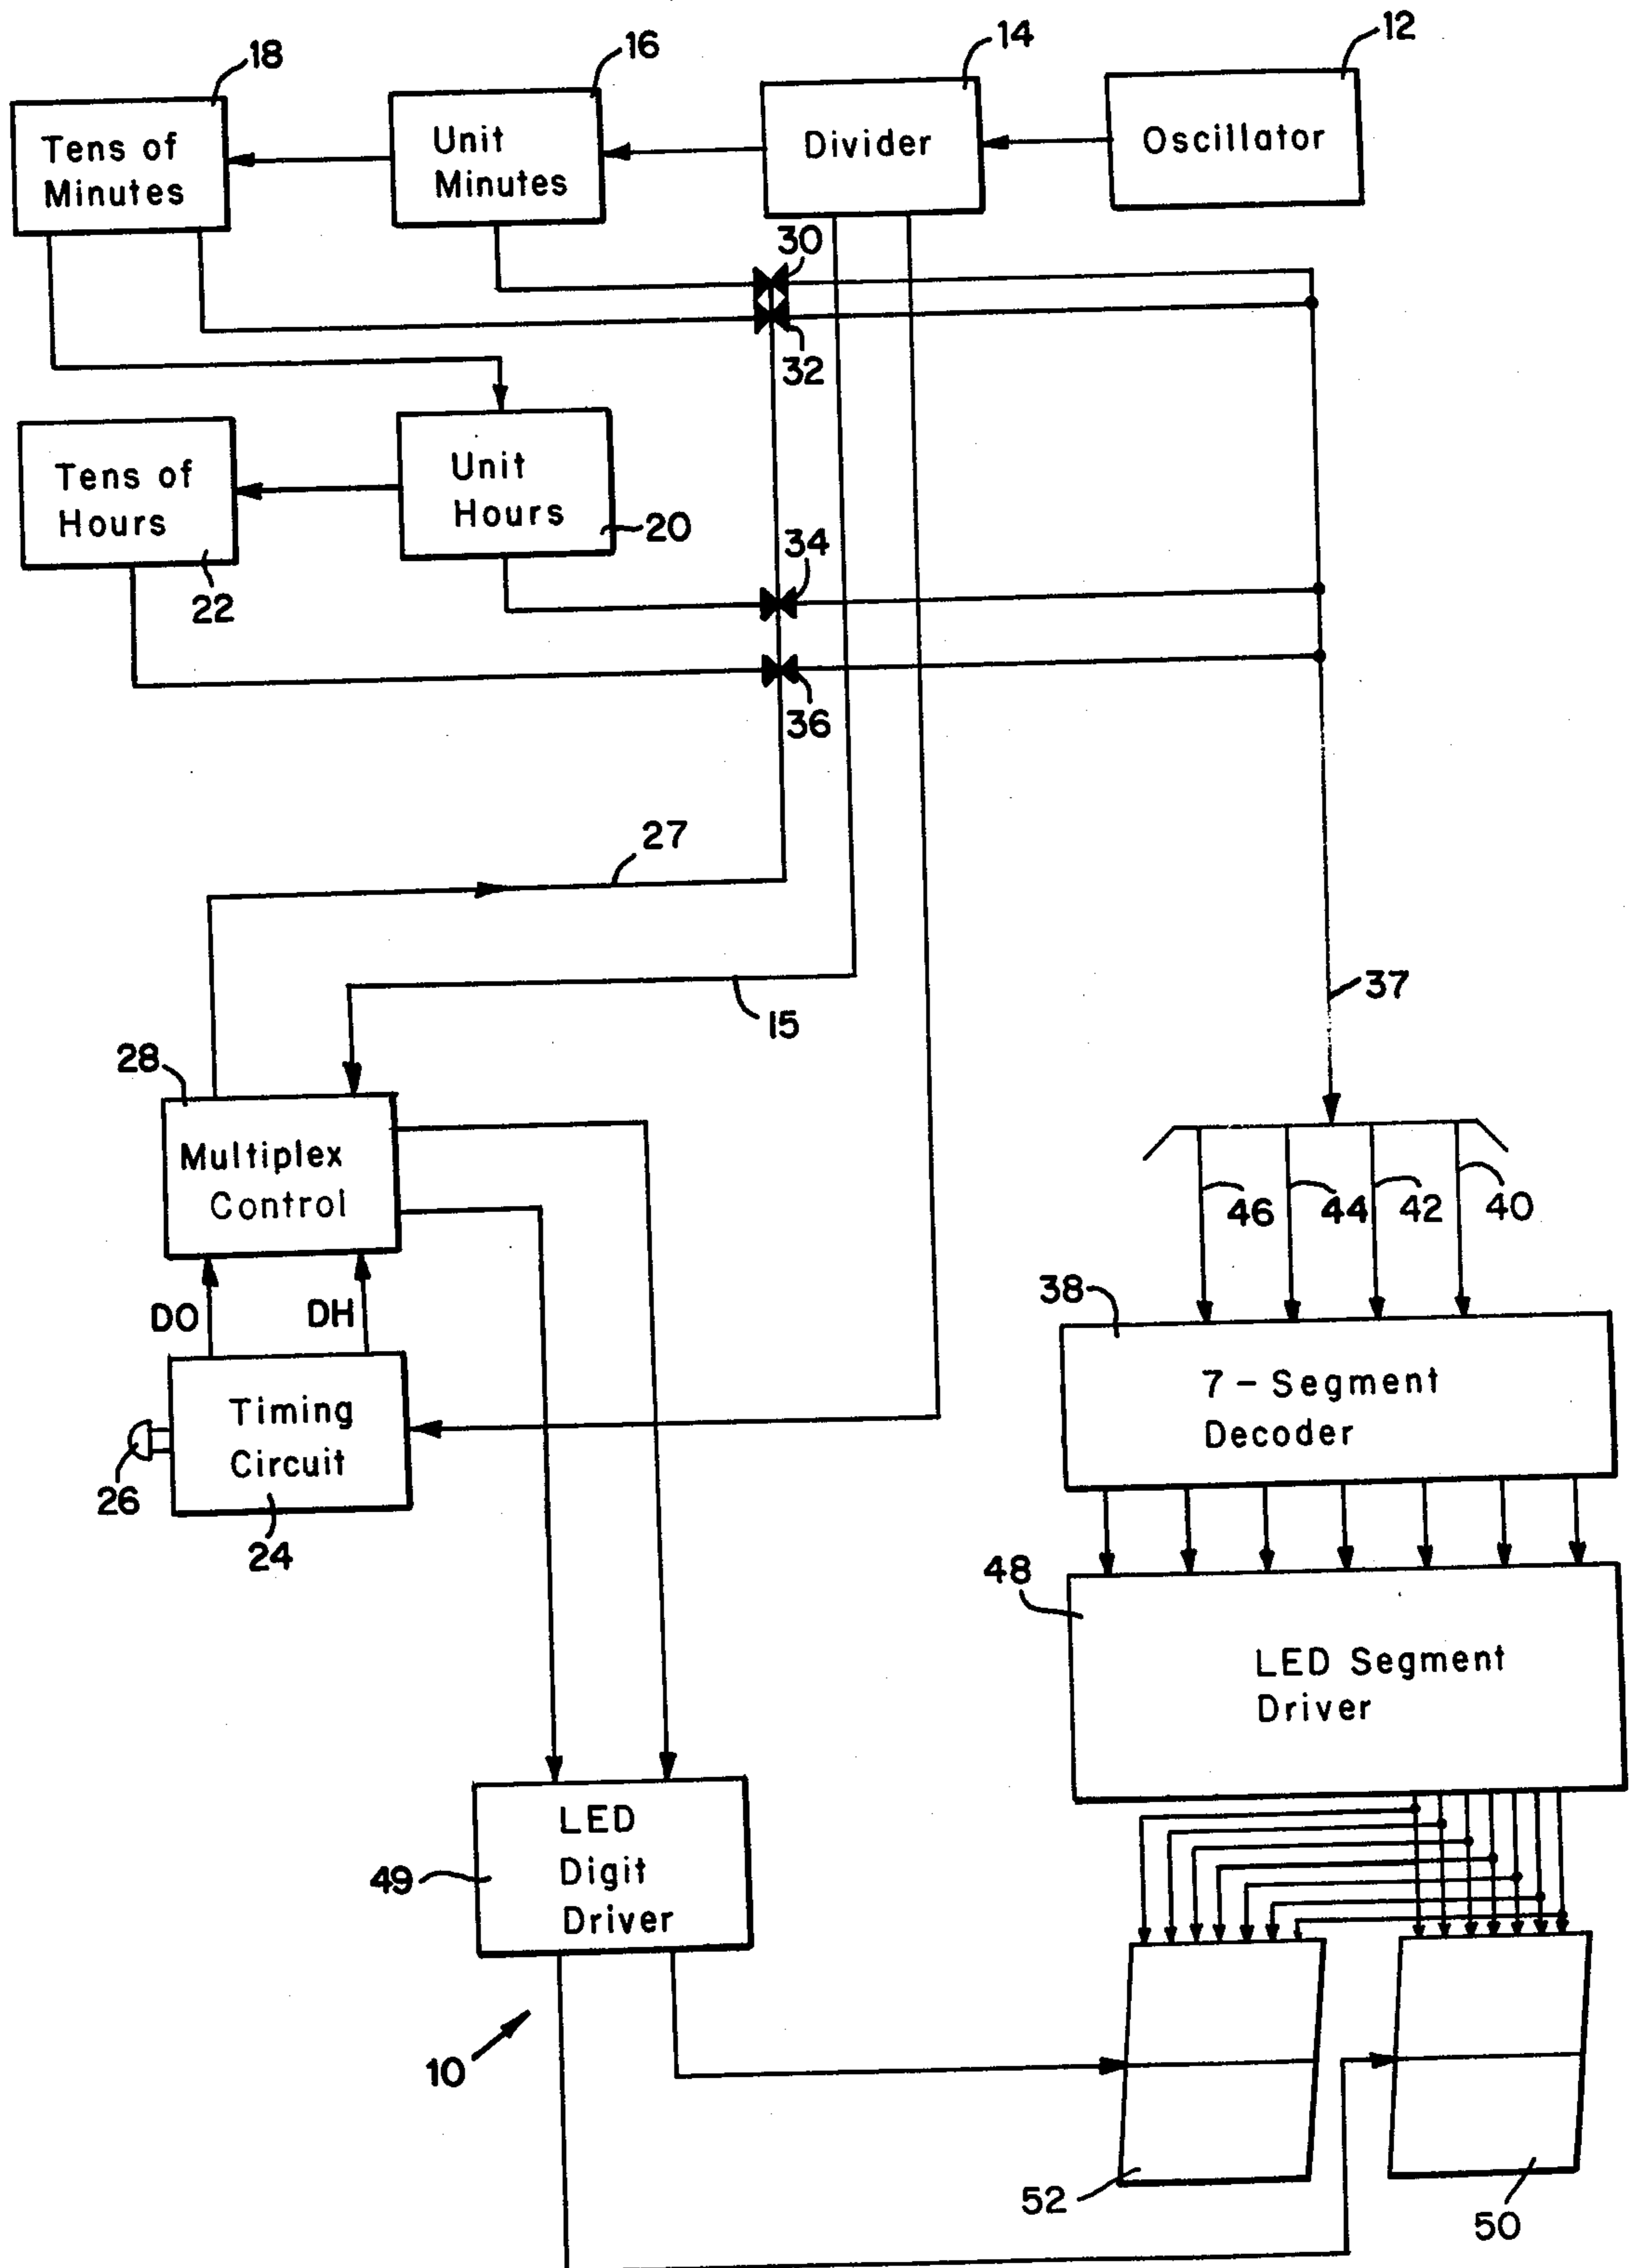 18
16
14
12
Tens of
Minutes
Unit
Minutes
Divider
Oscillator
30
32
Tens of
Hours
Unit
Hours
20
22
34
36
27
37
15
28
Multiplex
Control
46
44
42
40
DO
DH
38
7-Segment
Decoder
Timing
Circuit
26
24
48
LED Segment
Driver
LED
Digit
Driver
49
10
52
50